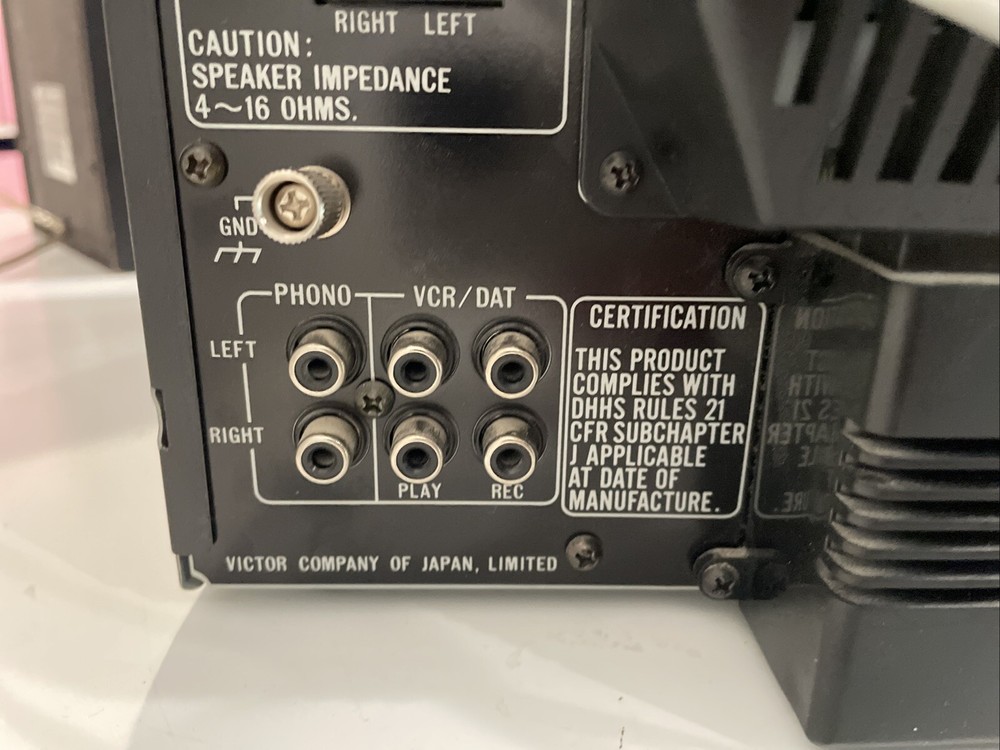 RIGHT LEFT
CAUTION:
SPEAKER IMPEDANCE
4~16 OHMS.
GND
PHONO VCR/DAT
LEFT
RIGHT
PLAY REC
CERTIFICATION
THIS PRODUCT
COMPLIES WITH
DHHS RULES 21
CFR SUBCHAPTER
J APPLICABLE
AT DATE OF
MANUFACTURE.
VICTOR COMPANY OF JAPAN, LIMITED